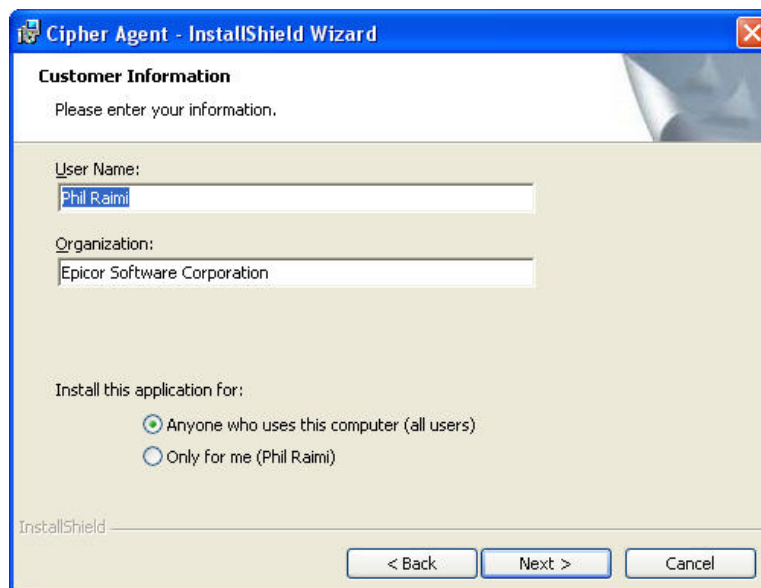 Cipher Agent - InstallShield Wizard
Customer Information
Please enter your information.
User Name:
Phil Raimi
Organization:
Epicor Software Corporation
Install this application for:
Anyone who uses this computer (all users)
Only for me (Phil Raimi)
InstallShield
< Back Next > Cancel